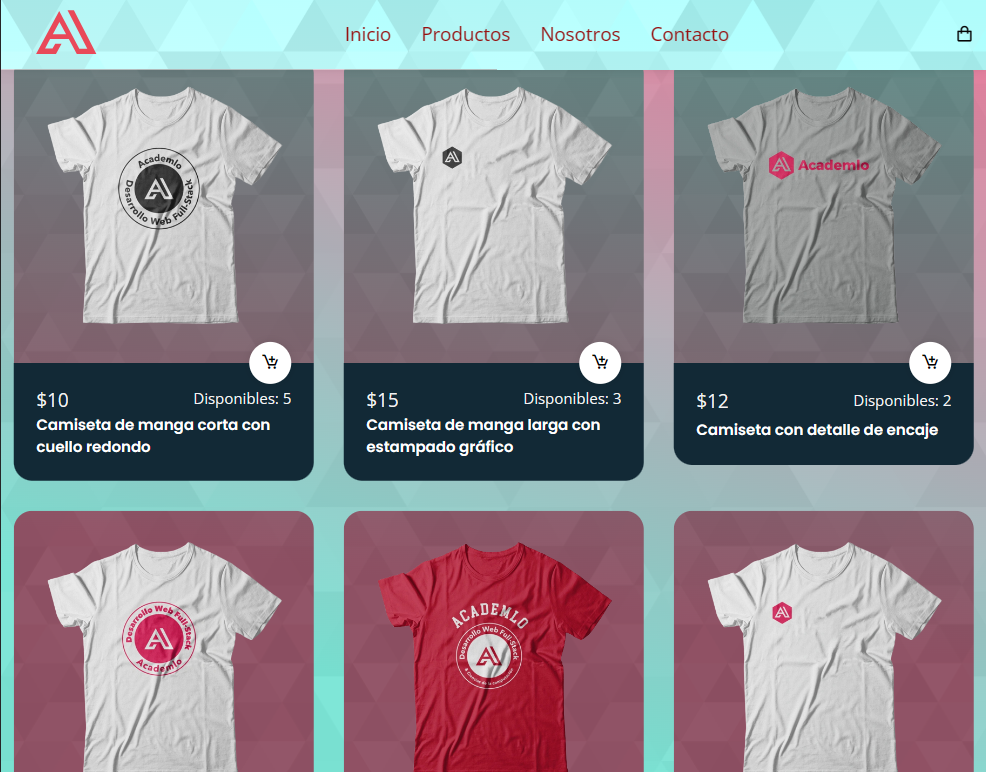 Inicio Productos Nosotros Contacto
Academlo
Desarrollo Web Full-Stack
Academlo
$10 Disponibles: 5
Camiseta de manga corta con
cuello redondo
$15 Disponibles: 3
Camiseta de manga larga con
estampado gráfico
$12 Disponibles: 2
Camiseta con detalle de encaje
Desarrollo Web Full-Stack
Academlo
ACADEMLO
Desarrollo Web Full-Stack